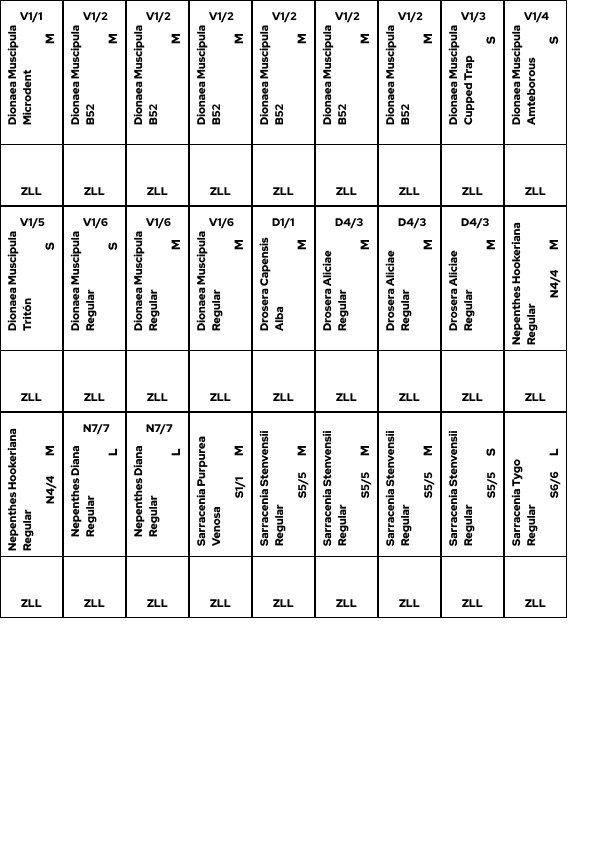 V1/1
Dionaea Muscipula
Microdent
M
ZLL
V1/2
Dionaea Muscipula
B52
M
ZLL
V1/2
Dionaea Muscipula
B52
M
ZLL
V1/2
Dionaea Muscipula
B52
M
ZLL
V1/2
Dionaea Muscipula
B52
M
ZLL
V1/2
Dionaea Muscipula
B52
M
ZLL
V1/2
Dionaea Muscipula
B52
M
ZLL
V1/3
Dionaea Muscipula
Cupped Trap
S
ZLL
V1/4
Dionaea Muscipula
Amteborous
S
ZLL
V1/5
Dionaea Muscipula
Tritón
S
ZLL
V1/6
Dionaea Muscipula
Regular
S
ZLL
V1/6
Dionaea Muscipula
Regular
M
ZLL
V1/6
Dionaea Muscipula
Regular
M
ZLL
D1/1
Drosera Capensis
Alba
M
ZLL
D4/3
Drosera Aliciae
Regular
M
ZLL
D4/3
Drosera Aliciae
Regular
M
ZLL
D4/3
Drosera Aliciae
Regular
M
ZLL
Nepenthes Hookeriana
Regular
N4/4 M
ZLL
Nepenthes Hookeriana
Regular
N4/4 M
ZLL
N7/7
Nepenthes Diana
Regular
L
ZLL
N7/7
Nepenthes Diana
Regular
L
ZLL
Sarracenia Purpurea
Venosa
S1/1 M
ZLL
Sarracenia Stenvensii
Regular
S5/5 M
ZLL
Sarracenia Stenvensii
Regular
S5/5 M
ZLL
Sarracenia Stenvensii
Regular
S5/5 M
ZLL
Sarracenia Stenvensii
Regular
S5/5 S
ZLL
Sarracenia Tygo
Regular
S6/6 L
ZLL